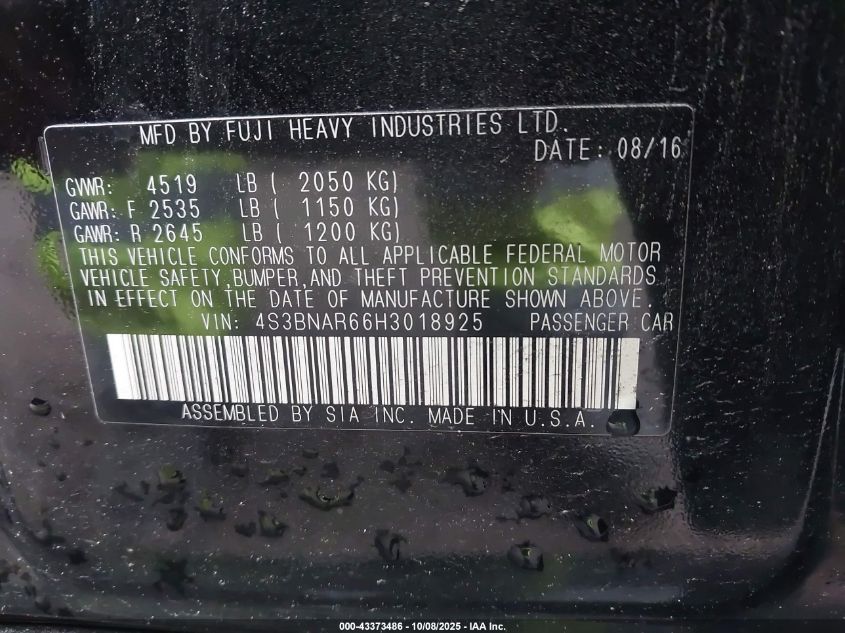 MFD BY FUJI HEAVY INDUSTRIES LTD.
DATE: 08/16
GVWR: 4519 LB ( 2050 KG)
GAWR: F 2535 LB ( 1150 KG)
GAWR: R 2645 LB ( 1200 KG)
THIS VEHICLE CONFORMS TO ALL APPLICABLE FEDERAL MOTOR
VEHICLE SAFETY,BUMPER,AND THEFT PREVENTION STANDARDS
IN EFFECT ON THE DATE OF MANUFACTURE SHOWN ABOVE.
VIN: 4S3BNAR66H3018925 PASSENGER CAR
ASSEMBLED BY SIA INC. MADE IN U.S.A.
000-43373486 - 10/08/2025 - IAA Inc.